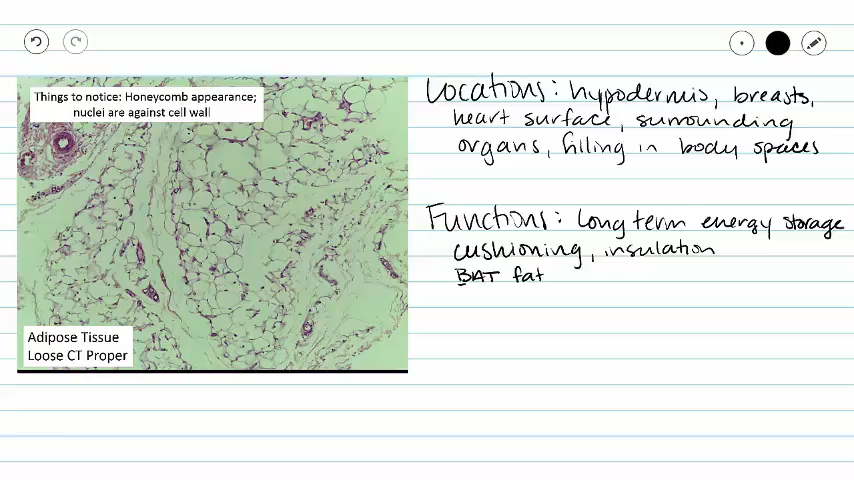 Things to notice: Honeycomb appearance;
nuclei are against cell wall
Adipose Tissue
Loose CT Proper
Locations: hypodermis, breasts,
heart surface, surrounding
organs, filling in body spaces
Functions: Long term energy storage
cushioning, insulation
BAT fat